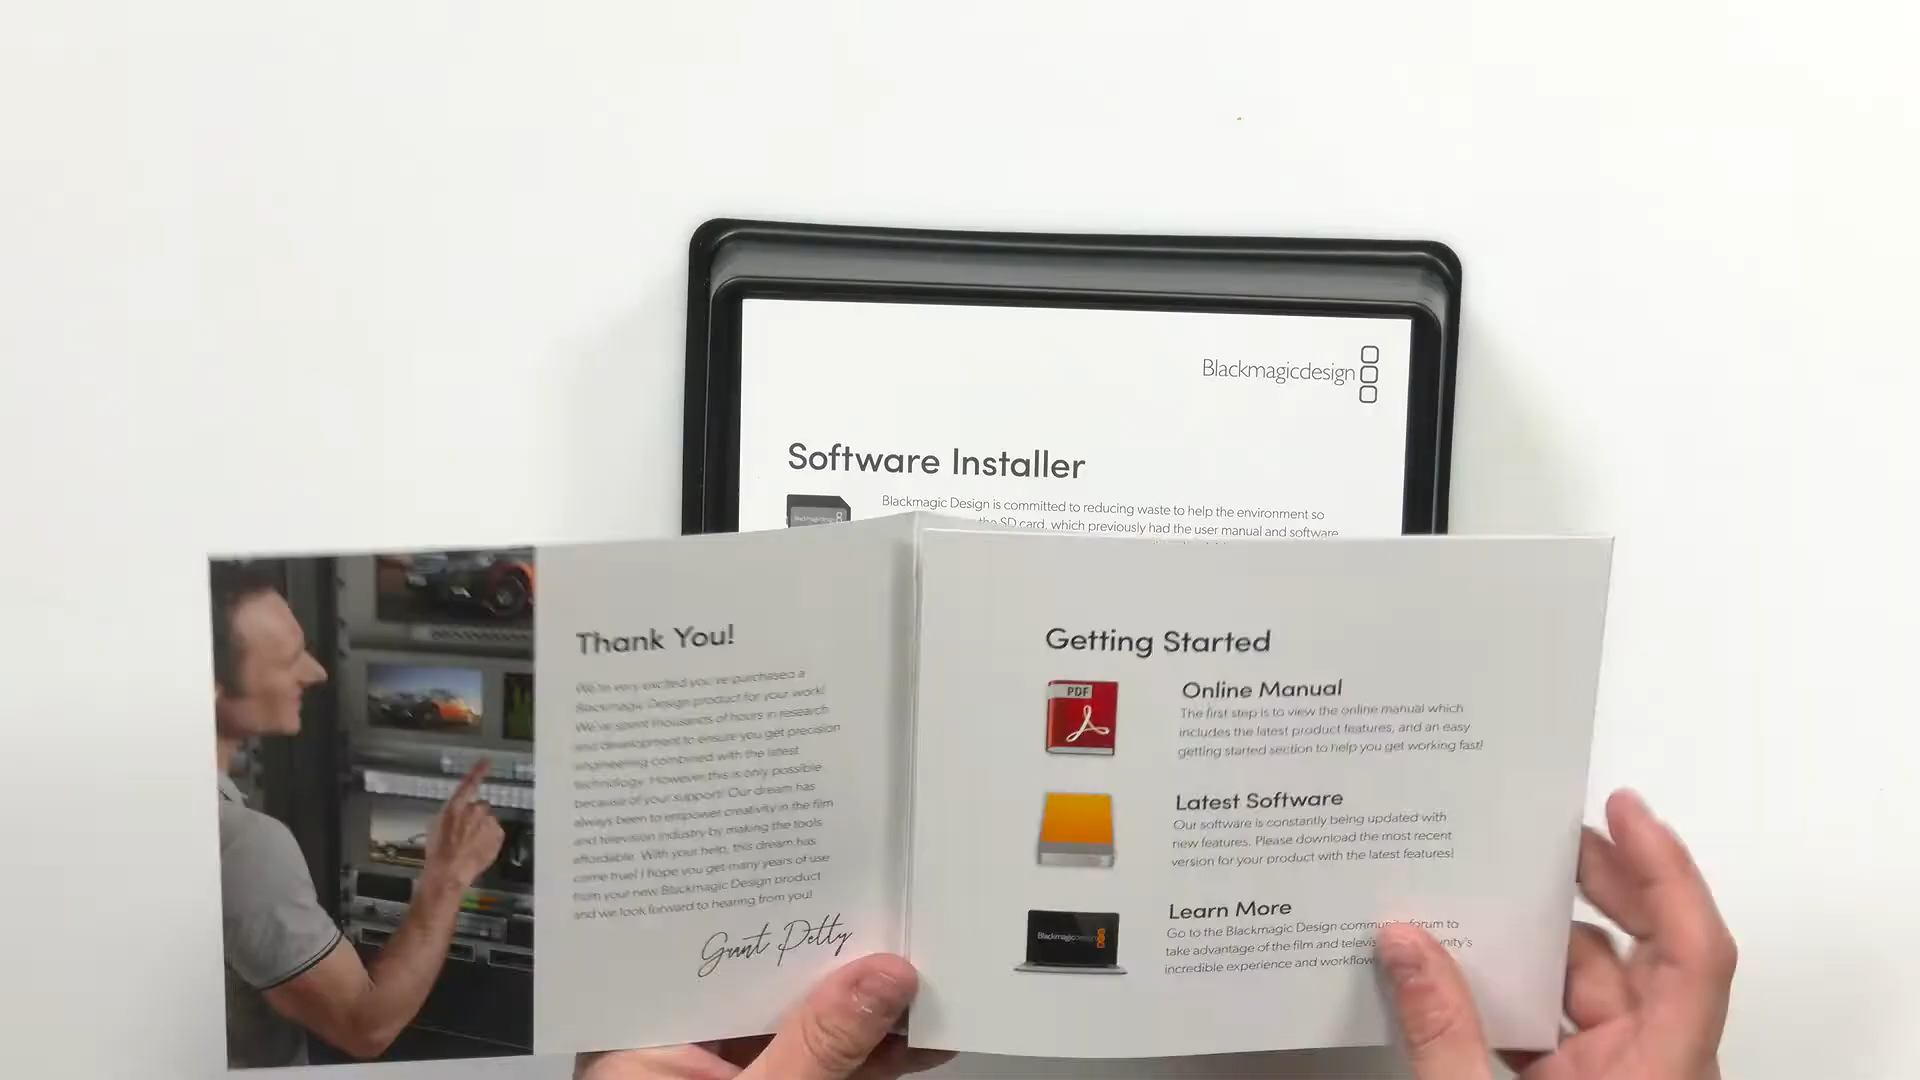 Blackmagicdesign
Software Installer
Blackmagic Design is committed to reducing waste to help the environment so
the SD card, which previously had the user manual and software
Blackmagicdesign
Thank You!
We're very excited you've purchased a
Blackmagic Design product for your work!
We've spent thousands of hours in research
and development to ensure you get precision
engineering combined with the latest
technology. However this is only possible
because of your support! Our dream has
always been to empower creativity in the film
and television industry by making the tools
affordable. With your help, this dream has
come true! I hope you get many years of use
from your new Blackmagic Design product
and we look forward to hearing from you!
Grant Petty
Getting Started
PDF
Online Manual
The first step is to view the online manual which
includes the latest product features, and an easy
getting started section to help you get working fast!
Latest Software
Our software is constantly being updated with
new features. Please download the most recent
version for your product with the latest features!
Learn More
Go to the Blackmagic Design community forum to
take advantage of the film and
incredible experience and
Blackmagicdesign